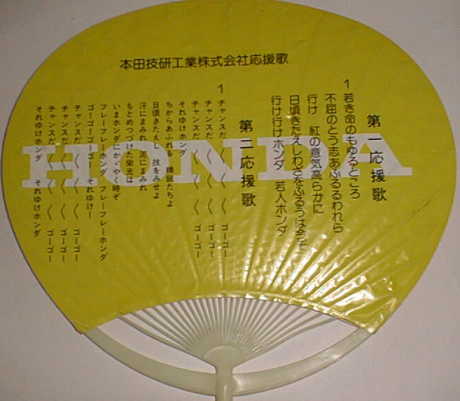 本田技研工業株式会社応援歌
HONDA
第一応援歌
1 若き命のもゆるところ
不屈のとう志あふるるわれら
行け 紅の意気高らかに
日頃きたえしわざをふるうは今ぞ
行け行けホンダ 若人ホンダ
第二応援歌
1 チャンスだ 〱 〱 ゴーゴー
チャンスだ 〱 〱 ゴーゴー
それゆけホンダ
ちからあふれる 精鋭たちよ
日頃きたえし 技をみせよ
汗にまみれ 泥にまみれ
もとめつづけた栄光は
いまホンダにかゞやく時ぞ
フレーフレーホンダ フレーフレーホンダ
ゴーゴーゴーゴー それゆけー
チャンスだ 〱 〱 ゴーゴー
チャンスだ 〱 〱 ゴーゴー
それゆけホンダ それゆけホンダ